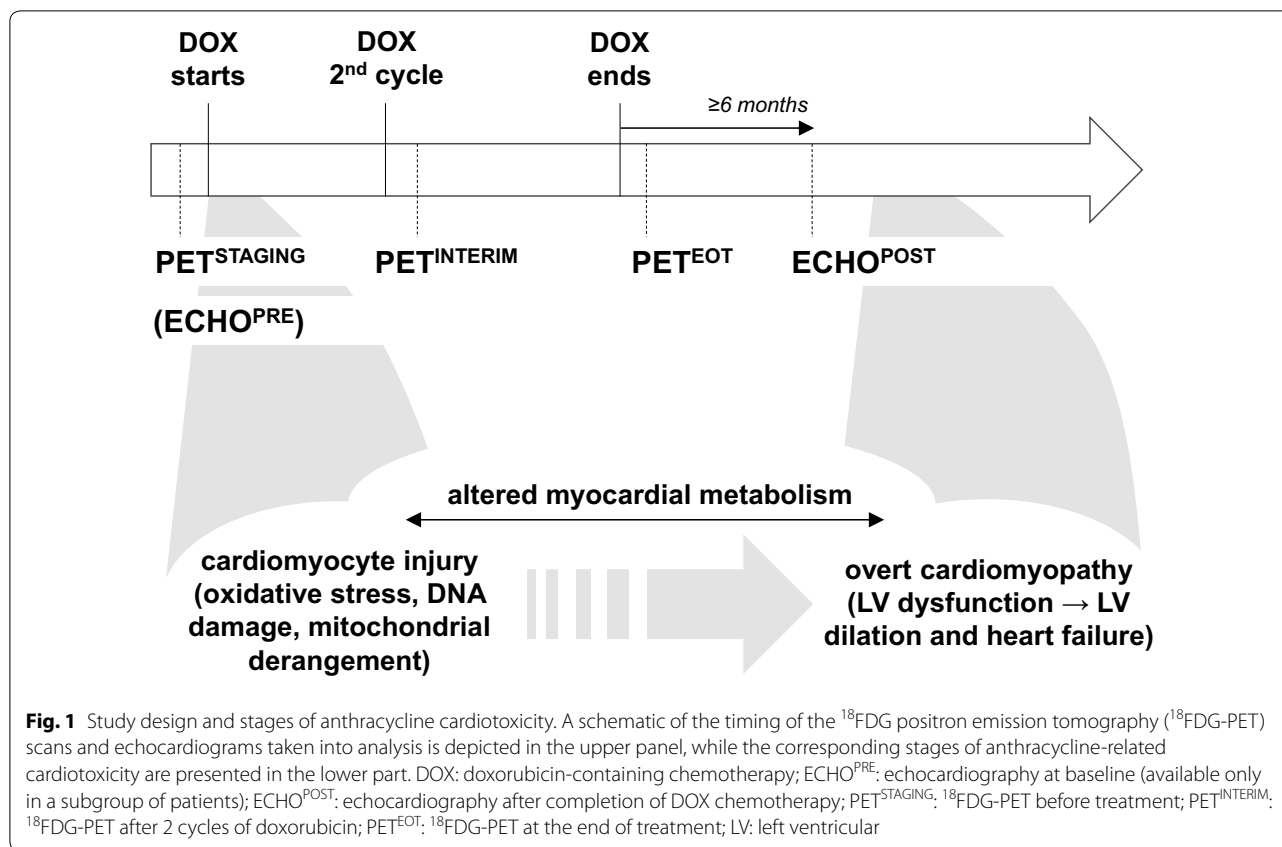 DOX
starts
DOX
2nd cycle
DOX
ends
≥6 months
PETSTAGING
PETINTERIM
PETEOT
ECHOPOST
(ECHOPRE)
altered myocardial metabolism
cardiomyocyte injury
(oxidative stress, DNA
damage, mitochondrial
derangement)
overt cardiomyopathy
(LV dysfunction → LV
dilation and heart failure)
Fig. 1 Study design and stages of anthracycline cardiotoxicity. A schematic of the timing of the 18FDG positron emission tomography (18FDG-PET)
scans and echocardiograms taken into analysis is depicted in the upper panel, while the corresponding stages of anthracycline-related
cardiotoxicity are presented in the lower part. DOX: doxorubicin-containing chemotherapy; ECHOPRE: echocardiography at baseline (available only
in a subgroup of patients); ECHOPOST: echocardiography after completion of DOX chemotherapy; PETSTAGING: 18FDG-PET before treatment; PETINTERIM:
18FDG-PET after 2 cycles of doxorubicin; PETEOT: 18FDG-PET at the end of treatment; LV: left ventricular